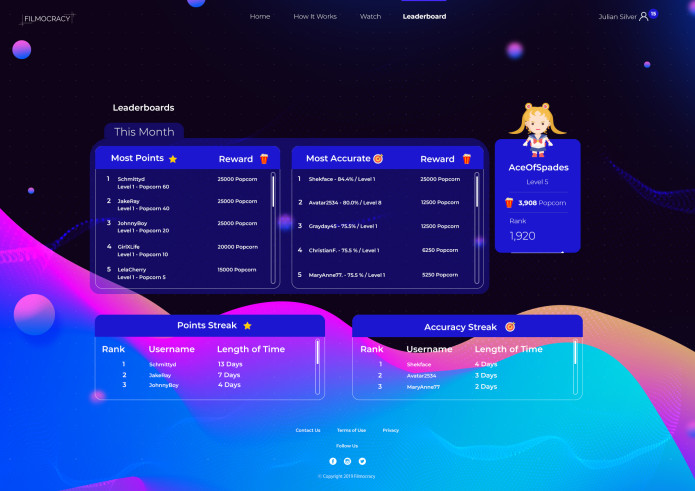 FILMOCRACY
Home
How It Works
Watch
Leaderboard
Julian Silver
15
Leaderboards
This Month
Most Points
Reward
1
Schmittyd
Level 1 - Popcorn 60
25000 Popcorn
2
JakeRay
Level 1 - Popcorn 40
25000 Popcorn
3
JohnnyBoy
Level 1 - Popcorn 20
25000 Popcorn
4
GirlXLife
Level 1 - Popcorn 10
20000 Popcorn
5
LelaCherry
Level 1 - Popcorn 5
15000 Popcorn
Most Accurate
Reward
1
Shekface - 84.4% / Level 1
25000 Popcorn
2
Avatar2534 - 80.0% / Level 8
12500 Popcorn
3
Grayday45 - 75.5% / Level 1
12500 Popcorn
4
ChristianF. - 75.5 % / Level 1
6250 Popcorn
5
MaryAnne77. - 75.5 % / Level 1
5250 Popcorn
AceOfSpades
Level 5
3,908 Popcorn
Rank
1,920
Points Streak
Rank Username Length of Time
1 Schmittyd 13 Days
2 JakeRay 7 Days
3 JohnnyBoy 4 Days
Accuracy Streak
Rank Username Length of Time
1 Shekface 4 Days
2 Avatar2534 3 Days
3 MaryAnne77 2 Days
Contact Us
Terms of Use
Privacy
Follow Us
© Copyright 2019 Filmocracy